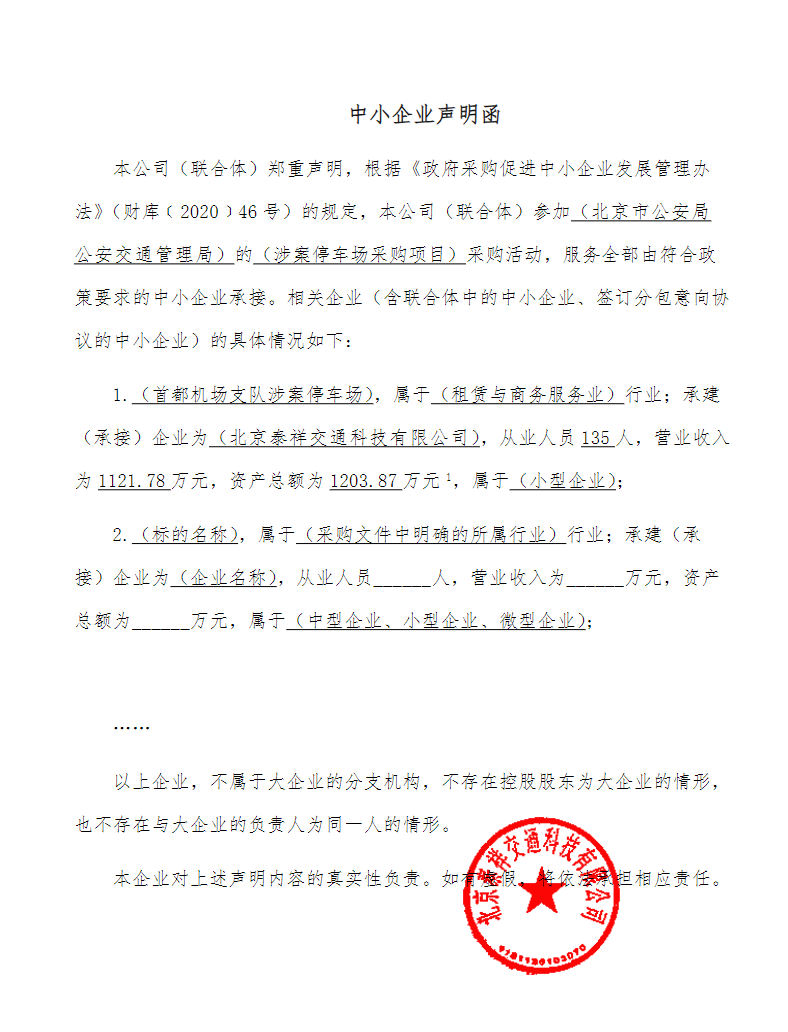 中小企业声明函
本公司（联合体）郑重声明，根据《政府采购促进中小企业发展管理办
法》（财库﹝2020﹞46 号）的规定，本公司（联合体）参加（北京市公安局
公安交通管理局）的（涉案停车场采购项目）采购活动，服务全部由符合政
策要求的中小企业承接。相关企业（含联合体中的中小企业、签订分包意向协
议的中小企业）的具体情况如下：
1.（首都机场支队涉案停车场），属于（租赁与商务服务业）行业；承建
（承接）企业为（北京泰祥交通科技有限公司），从业人员 135 人，营业收入
为 1121.78 万元，资产总额为 1203.87 万元1，属于（小型企业）；
2.（标的名称），属于（采购文件中明确的所属行业）行业；承建（承
接）企业为（企业名称），从业人员______人，营业收入为______万元，资产
总额为______万元，属于（中型企业、小型企业、微型企业）；
......
以上企业，不属于大企业的分支机构，不存在控股股东为大企业的情形，
也不存在与大企业的负责人为同一人的情形。
本企业对上述声明内容的真实性负责。如有虚假，将依法承担相应责任。
北京泰祥交通科技有限公司